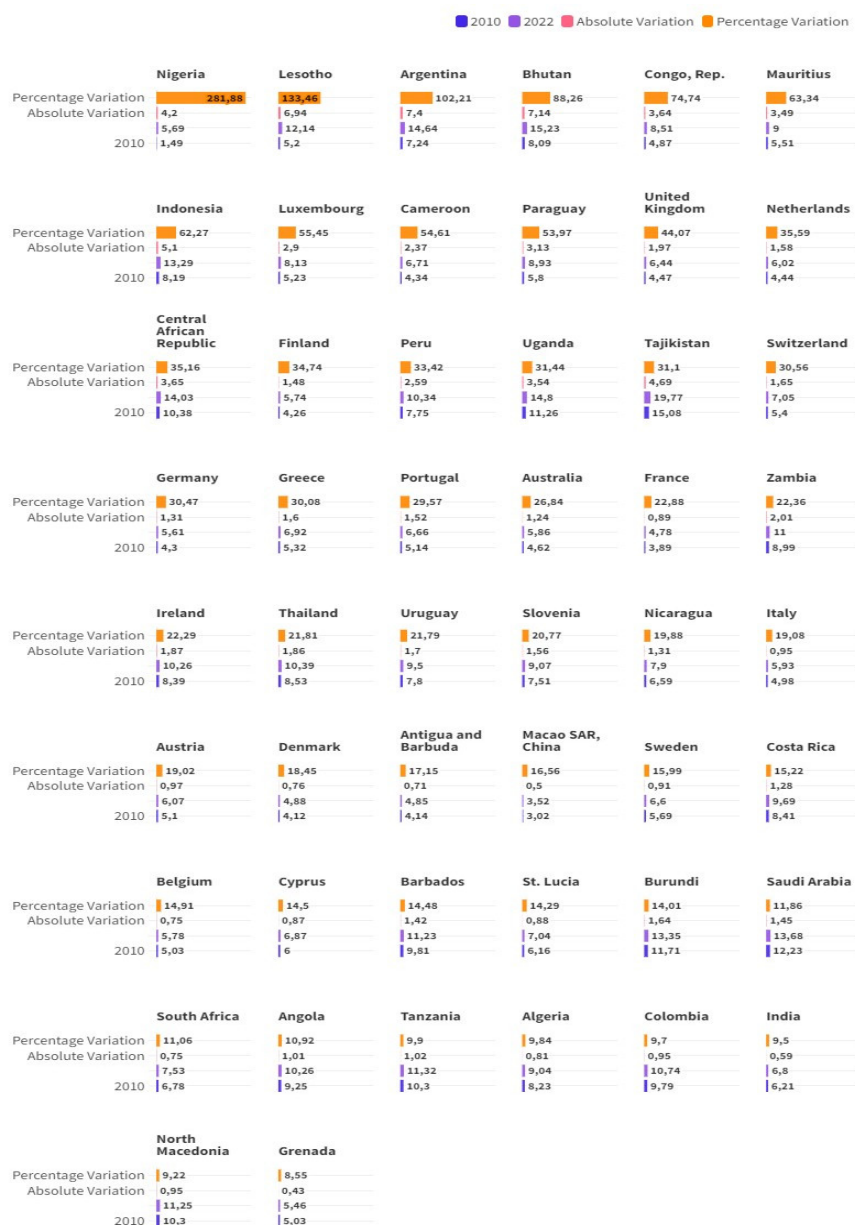 2010 2022 Absolute Variation Percentage Variation
Nigeria Lesotho Argentina Bhutan Congo, Rep. Mauritius
Percentage Variation 281,88 133,46 102,21 88,26 74,74 63,34
Absolute Variation 4,2 6,94 7,4 7,14 3,64 3,49
5,69 12,14 14,64 15,23 8,51 9
2010 1,49 5,2 7,24 8,09 4,87 5,51
Indonesia Luxembourg Cameroon Paraguay United Kingdom Netherlands
Percentage Variation 62,27 55,45 54,61 53,97 44,07 35,59
Absolute Variation 5,1 2,9 2,37 3,13 1,97 1,58
13,29 8,13 6,71 8,93 6,44 6,02
2010 8,19 5,23 4,34 5,8 4,47 4,44
Central African Republic Finland Peru Uganda Tajikistan Switzerland
Percentage Variation 35,16 34,74 33,42 31,44 31,1 30,56
Absolute Variation 3,65 1,48 2,59 3,54 4,69 1,65
14,03 5,74 10,34 14,8 19,77 7,05
2010 10,38 4,26 7,75 11,26 15,08 5,4
Germany Greece Portugal Australia France Zambia
Percentage Variation 30,47 30,08 29,57 26,84 22,88 22,36
Absolute Variation 1,31 1,6 1,52 1,24 0,89 2,01
5,61 6,92 6,66 5,86 4,78 11
2010 4,3 5,32 5,14 4,62 3,89 8,99
Ireland Thailand Uruguay Slovenia Nicaragua Italy
Percentage Variation 22,29 21,81 21,79 20,77 19,88 19,08
Absolute Variation 1,87 1,86 1,7 1,56 1,31 0,95
10,26 10,39 9,5 9,07 7,9 5,93
2010 8,39 8,53 7,8 7,51 6,59 4,98
Austria Denmark Antigua and Barbuda Macao SAR, China Sweden Costa Rica
Percentage Variation 19,02 18,45 17,15 16,56 15,99 15,22
Absolute Variation 0,97 0,76 0,71 0,5 0,91 1,28
6,07 4,88 4,85 3,52 6,6 9,69
2010 5,1 4,12 4,14 3,02 5,69 8,41
Belgium Cyprus Barbados St. Lucia Burundi Saudi Arabia
Percentage Variation 14,91 14,5 14,48 14,29 14,01 11,86
Absolute Variation 0,75 0,87 1,42 0,88 1,64 1,45
5,78 6,87 11,23 7,04 13,35 13,68
2010 5,03 6 9,81 6,16 11,71 12,23
South Africa Angola Tanzania Algeria Colombia India
Percentage Variation 11,06 10,92 9,9 9,84 9,7 9,5
Absolute Variation 0,75 1,01 1,02 0,81 0,95 0,59
7,53 10,26 11,32 9,04 10,74 6,8
2010 6,78 9,25 10,3 8,23 9,79 6,21
North Macedonia Grenada
Percentage Variation 9,22 8,55
Absolute Variation 0,95 0,43
11,25 5,46
2010 10,3 5,03